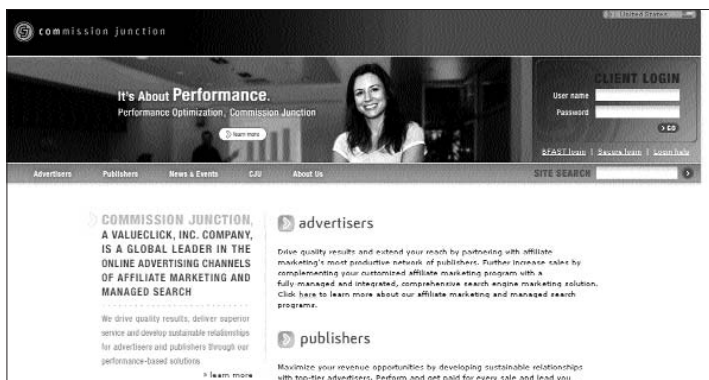 United States
commission junction
It's About Performance.
Performance Optimization, Commission Junction
learn more
CLIENT LOGIN
User name
Password
GO
BFAST login | Secure login | Login help
Advertisers Publishers News & Events CJU About Us
SITE SEARCH
COMMISSION JUNCTION,
A VALUECLICK, INC. COMPANY,
IS A GLOBAL LEADER IN THE
ONLINE ADVERTISING CHANNELS
OF AFFILIATE MARKETING AND
MANAGED SEARCH
We drive quality results, deliver superior
service and develop sustainable relationships
for advertisers and publishers through our
performance-based solutions.
learn more
advertisers
Drive quality results and extend your reach by partnering with affiliate
marketing's most productive network of publishers. Further increase sales by
complementing your customized affiliate marketing program with a
fully-managed and integrated, comprehensive search engine marketing solution.
Click here to learn more about our affiliate marketing and managed search
programs.
publishers
Maximize your revenue opportunities by developing sustainable relationships
with top-tier advertisers. Perform and get paid for every sale and lead you